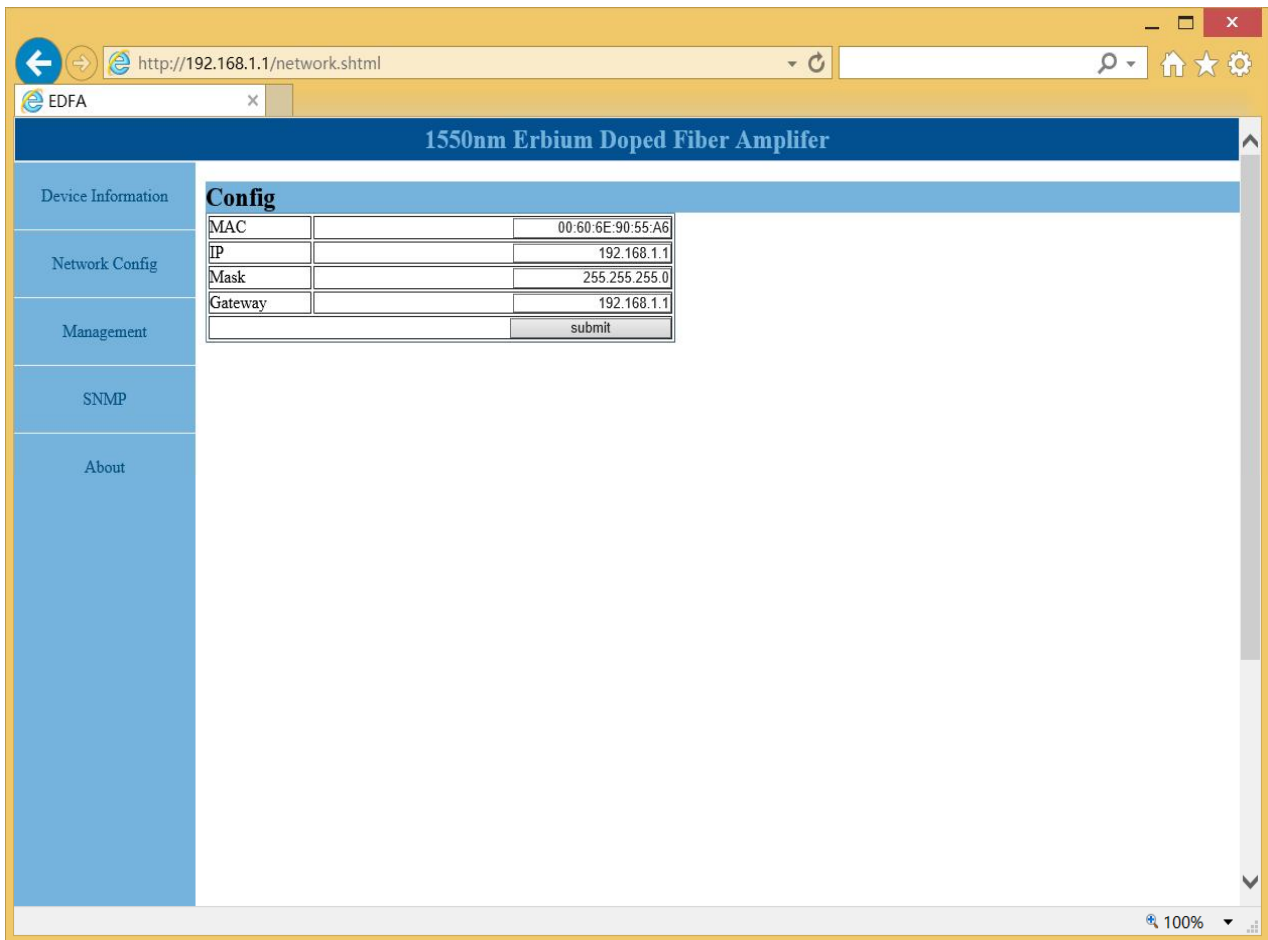 http://192.168.1.1/network.shtml
EDFA
1550nm Erbium Doped Fiber Amplifer
Device Information
Network Config
Management
SNMP
About
Config
MAC 00:60:6E:90:55:A6
IP 192.168.1.1
Mask 255.255.255.0
Gateway 192.168.1.1
submit
100%